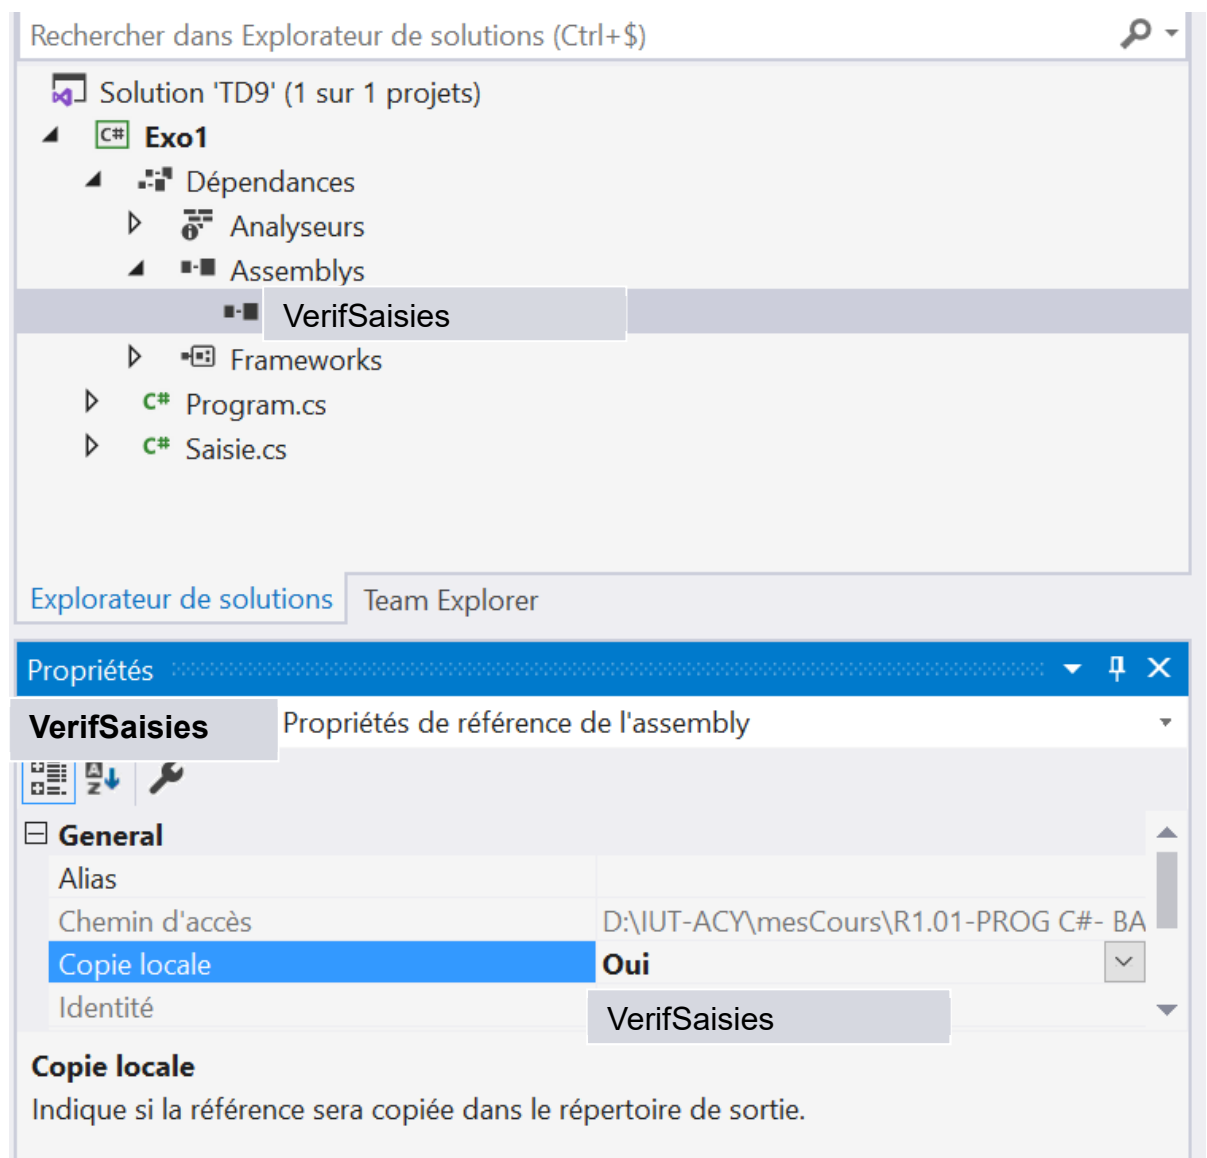 Rechercher dans Explorateur de solutions (Ctrl+$)
Solution 'TD9' (1 sur 1 projets)
C# Exo1
Dépendances
Analyseurs
Assemblys
VerifSaisies
Frameworks
C# Program.cs
C# Saisie.cs
Explorateur de solutions Team Explorer
Propriétés
VerifSaisies Propriétés de référence de l'assembly
General
Alias
Chemin d'accès D:\IUT-ACY\mesCours\R1.01-PROG C#- BA
Copie locale Oui
Identité VerifSaisies
Copie locale
Indique si la référence sera copiée dans le répertoire de sortie.